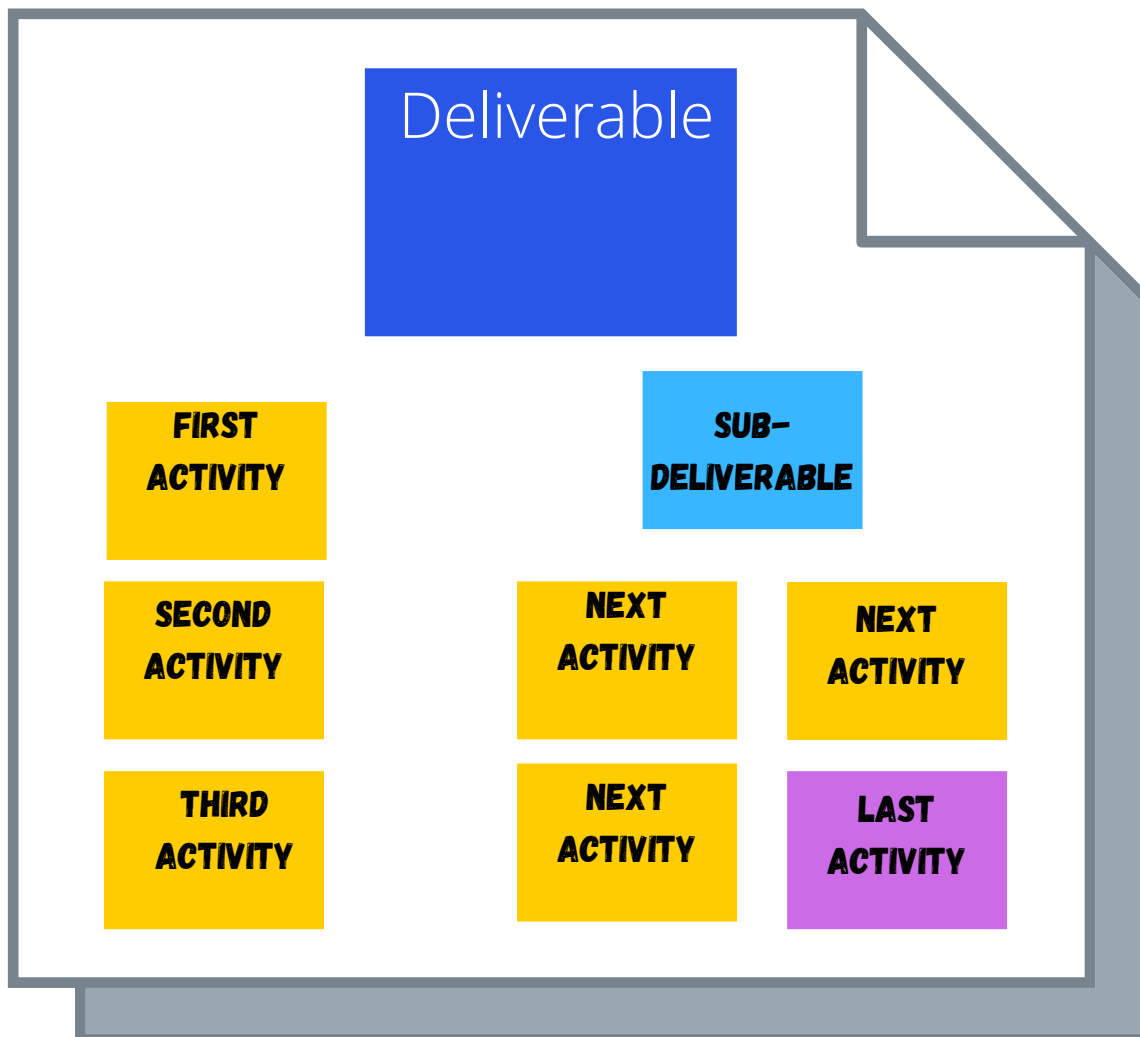 Deliverable
FIRST
ACTIVITY
SUB-
DELIVERABLE
SECOND
ACTIVITY
NEXT
ACTIVITY
NEXT
ACTIVITY
THIRD
ACTIVITY
NEXT
ACTIVITY
LAST
ACTIVITY